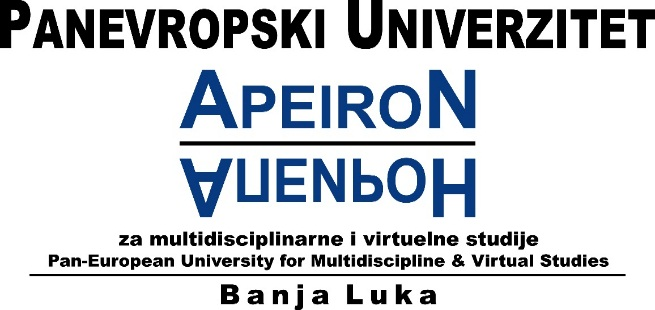 PANEVROPSKI UNIVERZITET
APEIRON
АПЕИРОН
za multidisciplinarne i virtuelne studije
Pan-European University for Multidiscipline & Virtual Studies
Banja Luka